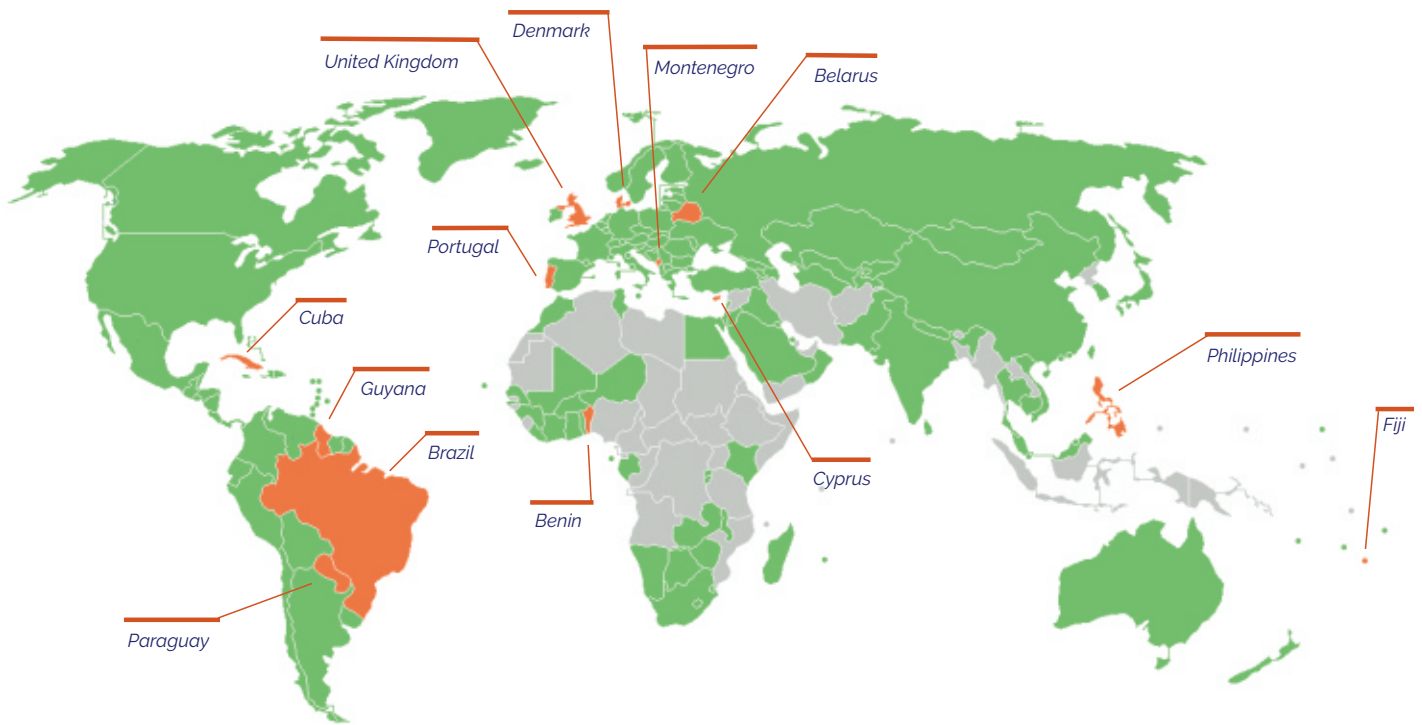 Denmark
United Kingdom
Montenegro
Belarus
Portugal
Cuba
Philippines
Guyana
Fiji
Brazil
Cyprus
Benin
Paraguay